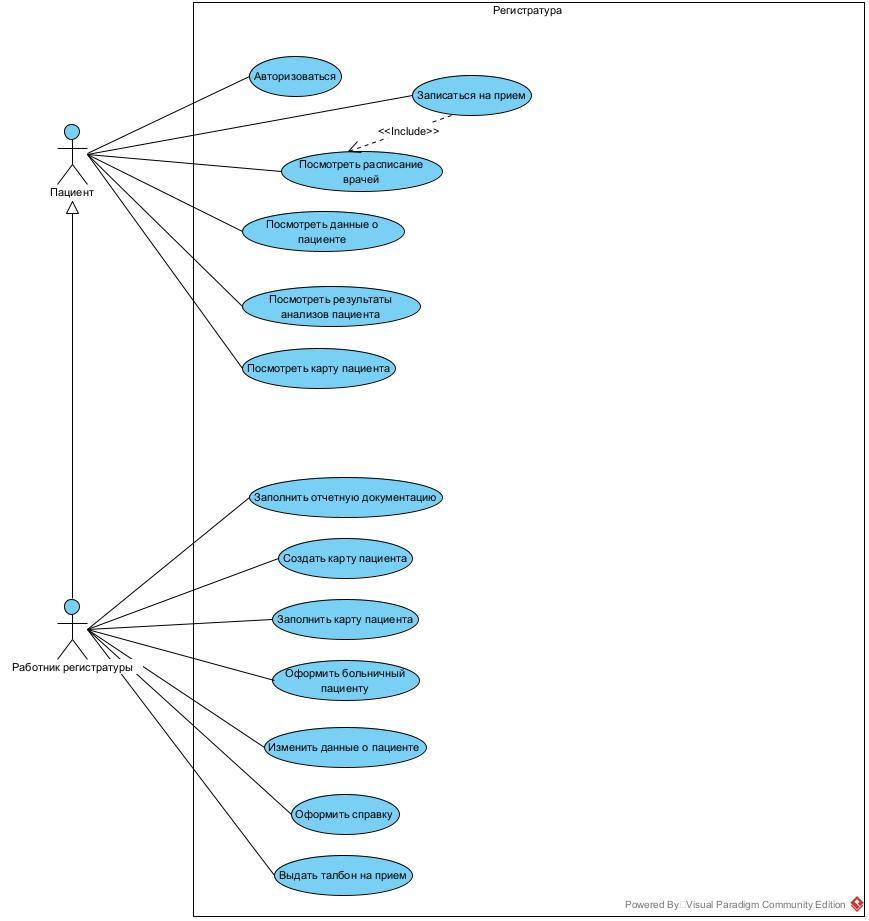 Регистратура
Авторизоваться
Записаться на прием
<<Include>>
Посмотреть расписание
врачей
Пациент
Посмотреть данные о
пациенте
Посмотреть результаты
анализов пациента
Посмотреть карту пациента
Заполнить отчетную документацию
Создать карту пациента
Заполнить карту пациента
Работник регистратуры
Оформить больничный
пациенту
Изменить данные о пациенте
Оформить справку
Выдать талбон на прием
Powered By Visual Paradigm Community Edition